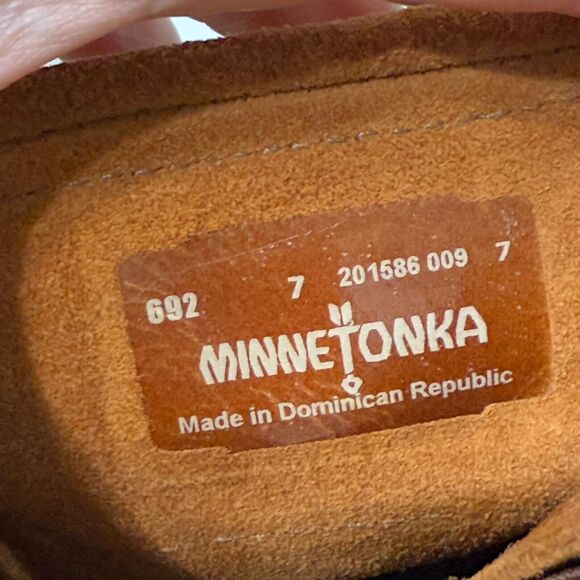 692 7 201586 009 7
MINNETONKA
Made in Dominican Republic